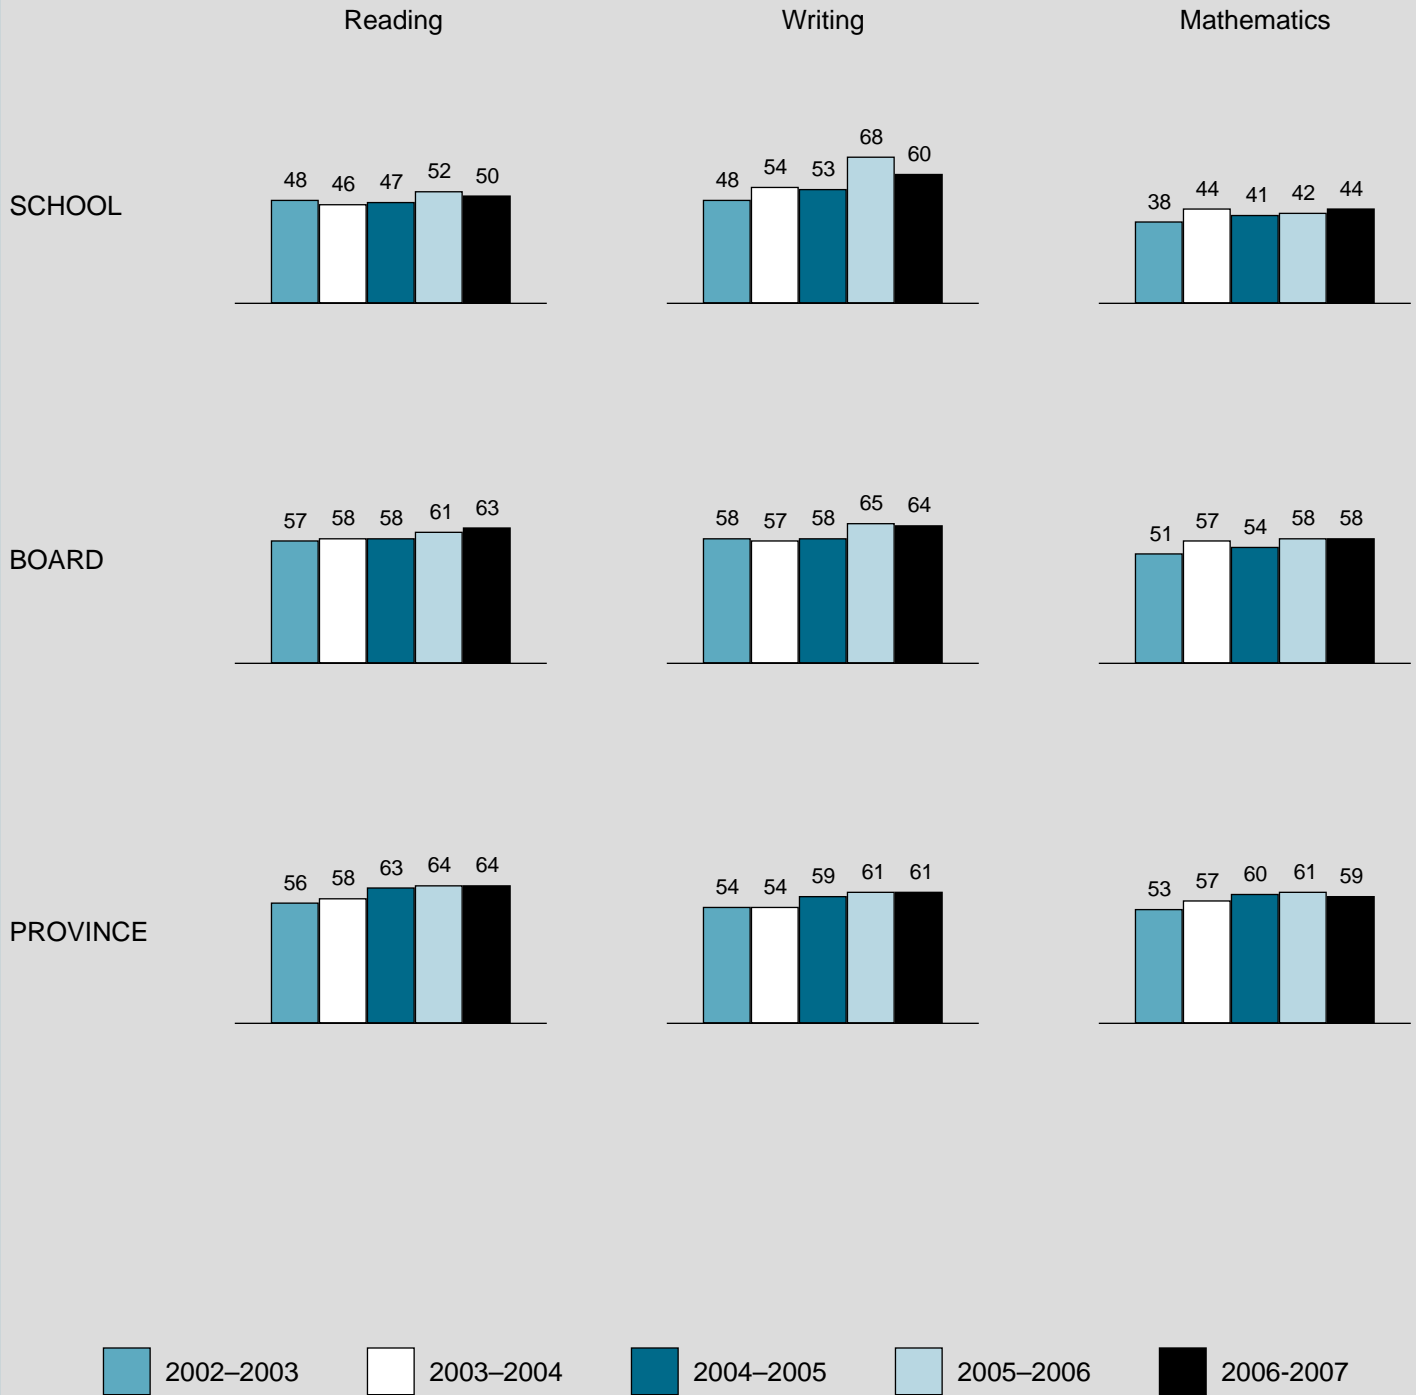 Reading Writing Mathematics
SCHOOL
48 46 47 52 50
48 54 53 68 60
38 44 41 42 44
BOARD
57 58 58 61 63
58 57 58 65 64
51 57 54 58 58
PROVINCE
56 58 63 64 64
54 54 59 61 61
53 57 60 61 59
2002–2003 2003–2004 2004–2005 2005–2006 2006-2007